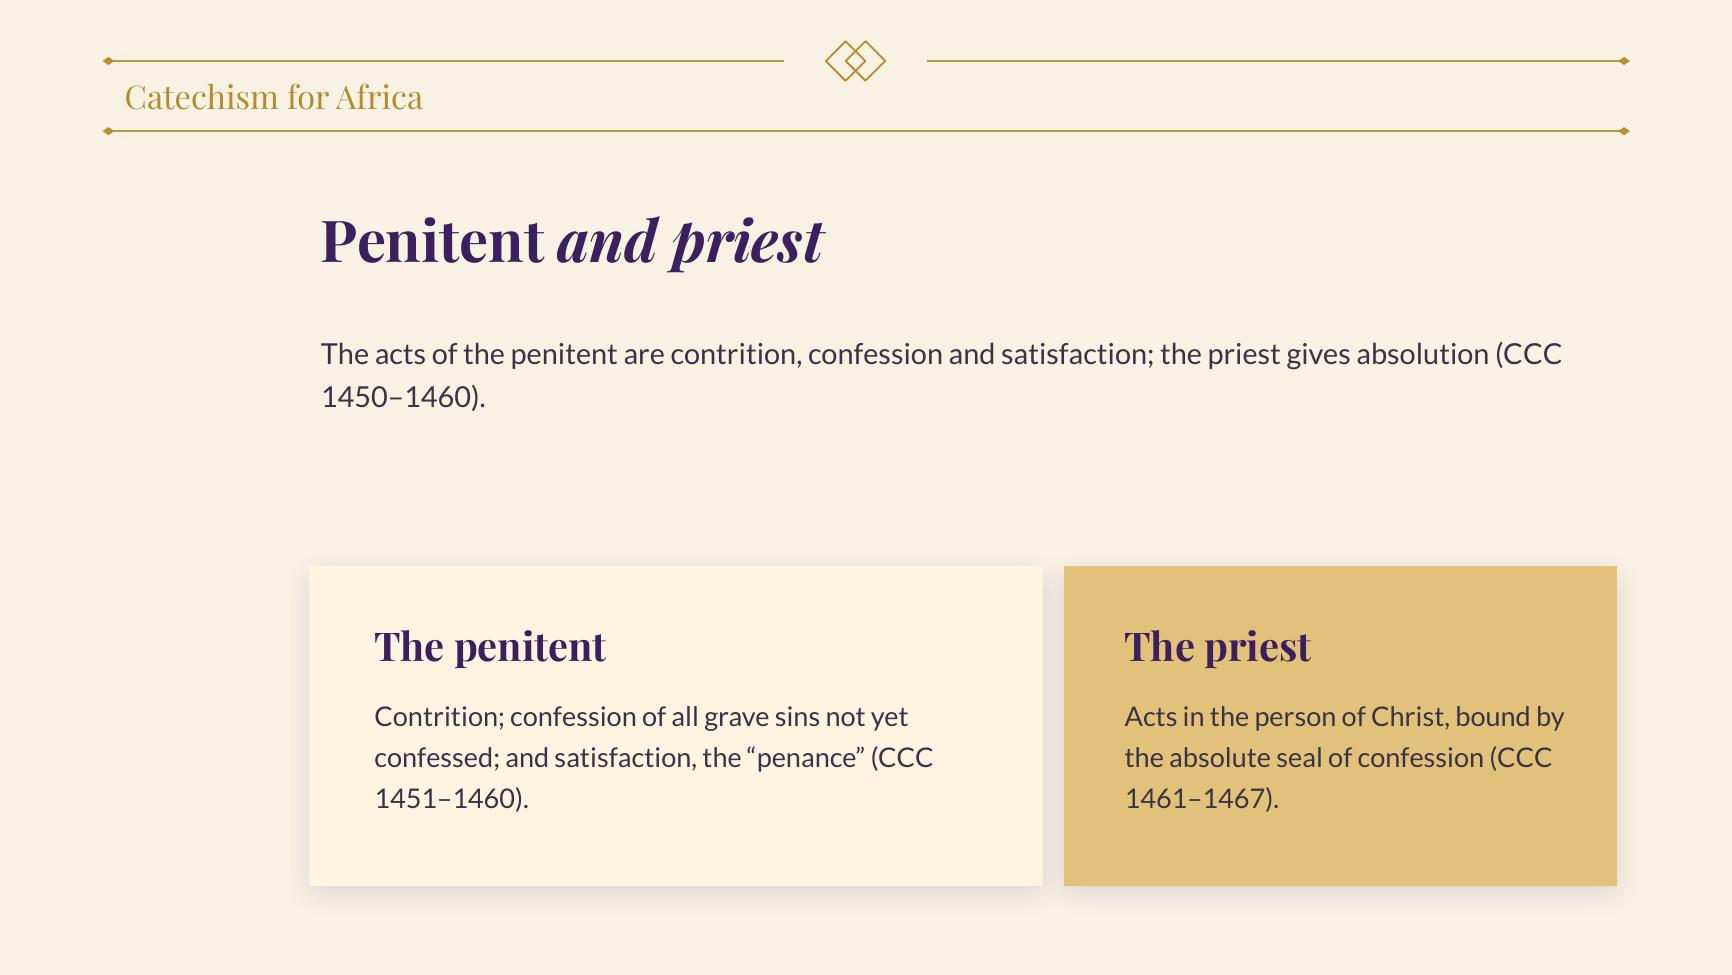 Catechism for Africa
Penitent and priest
The acts of the penitent are contrition, confession and satisfaction; the priest gives absolution (CCC
1450–1460).
The penitent
Contrition; confession of all grave sins not yet
confessed; and satisfaction, the “penance” (CCC
1451–1460).
The priest
Acts in the person of Christ, bound by
the absolute seal of confession (CCC
1461–1467).